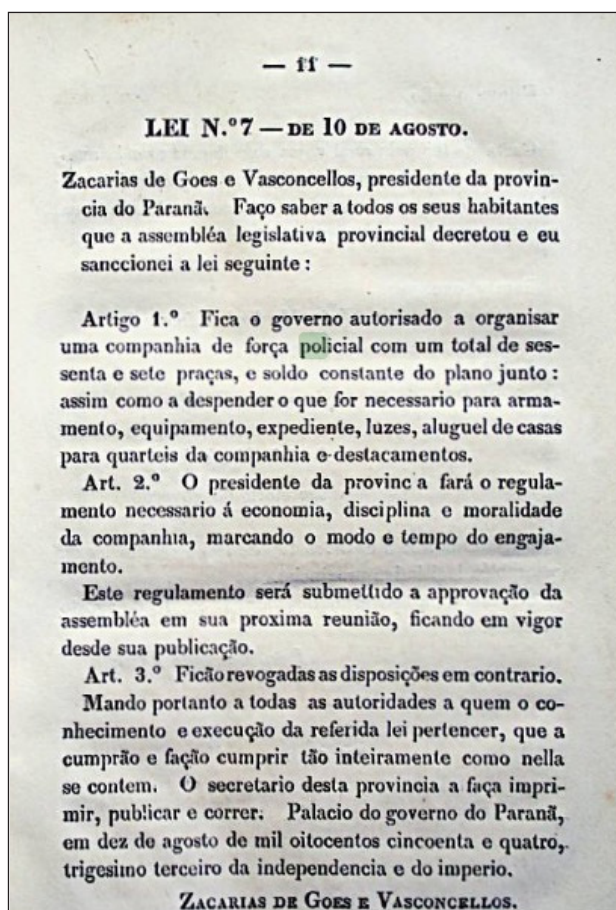 — 11 —
LEI N.º 7 — DE 10 DE AGOSTO.
Zacarias de Goes e Vasconcellos, presidente da provin-
cia do Paranã. Faço saber a todos os seus habitantes
que a assembléa legislativa provincial decretou e eu
sanccionei a lei seguinte :
Artigo 1.º Fica o governo autorisado a organisar
uma companhia de força policial com um total de ses-
senta e sete praças, e soldo constante do plano junto :
assim como a despender o que for necessario para arma-
mento, equipamento, expediente, luzes, aluguel de casas
para quarteis da companhia e destacamentos.
Art. 2.º O presidente da provinc a fará o regula-
mento necessario á economia, disciplina e moralidade
da companhia, marcando o modo e tempo do engaja-
mento.
Este regulamento será submettido a approvação da
assembléa em sua proxima reunião, ficando em vigor
desde sua publicação.
Art. 3.º Ficão revogadas as disposições em contrario.
Mando portanto a todas as autoridades a quem o co-
nhecimento e execução da referida lei pertencer, que a
cumprão e fação cumprir tão inteiramente como nella
se contem. O secretario desta provincia a faça impri-
mir, publicar e correr. Palacio do governo do Paranã,
em dez de agosto de mil oitocentos cincoenta e quatro,
trigesimo terceiro da independencia e do imperio.
ZACARIAS DE GOES E VASCONCELLOS.